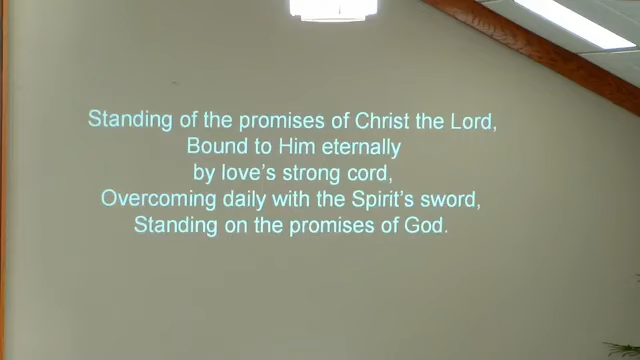 Standing of the promises of Christ the Lord,
Bound to Him eternally
by love's strong cord,
Overcoming daily with the Spirit's sword,
Standing on the promises of God.